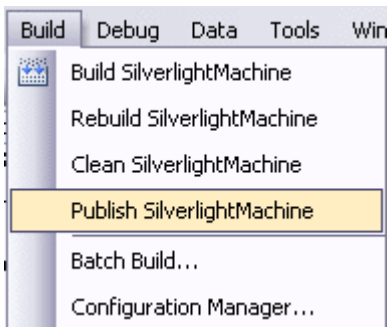 Build Debug Data Tools Win
Build SilverlightMachine
Rebuild SilverlightMachine
Clean SilverlightMachine
Publish SilverlightMachine
Batch Build...
Configuration Manager...